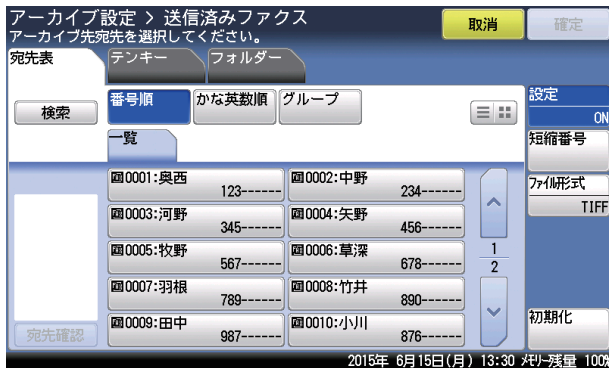 アーカイブ設定 > 送信済みファクス
アーカイブ先宛先を選択してください。
取消
確定
宛先表
テンキー
フォルダー
検索
番号順
かな英数順
グループ
一覧
0001:奥西
123------
0002:中野
234------
0003:河野
345------
0004:矢野
456------
0005:牧野
567------
0006:草深
678------
0007:羽根
789------
0008:竹井
890------
0009:田中
987------
0010:小川
876------
1
2
宛先確認
設定
ON
短縮番号
ファイル形式
TIFF
初期化
2015年 6月15日(月) 13:30 メモリー残量 100%